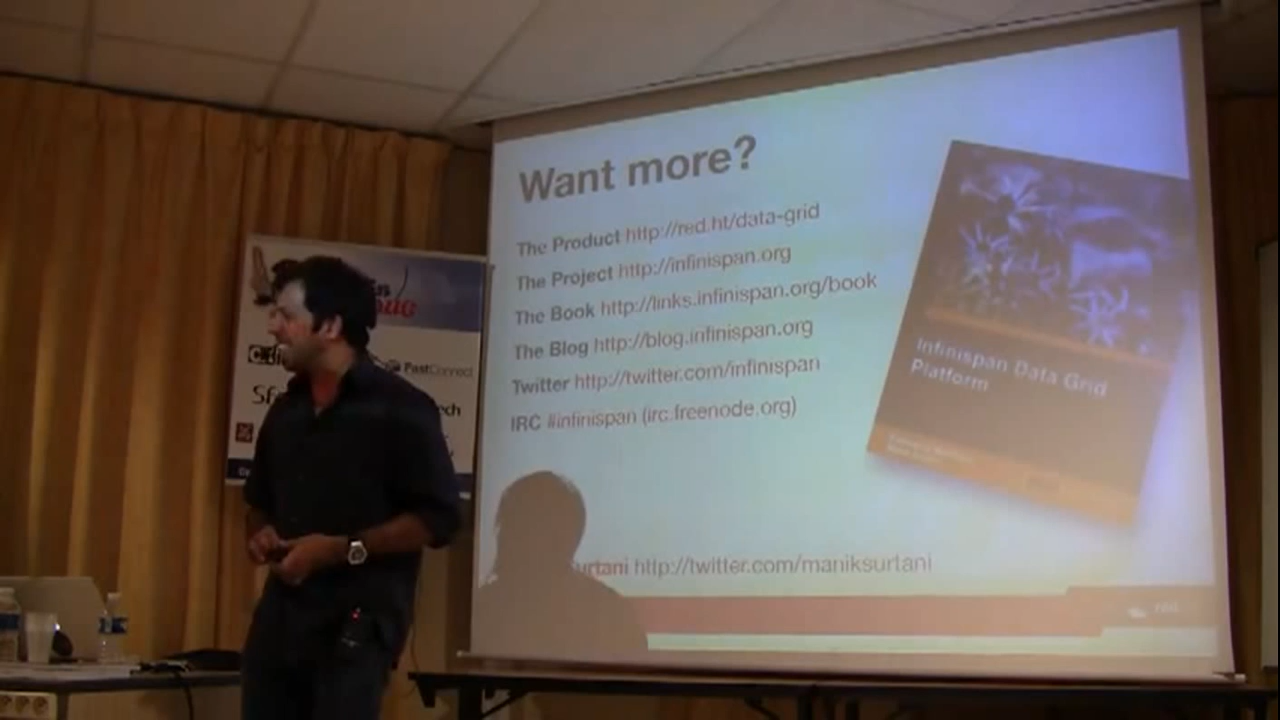 Want more?
The Product http://red.ht/data-grid
The Project http://infinispan.org
The Book http://links.infinispan.org/book
The Blog http://blog.infinispan.org
Twitter http://twitter.com/infinispan
IRC #infinispan (irc.freenode.org)
urtani http://twitter.com/maniksurtani
Infinispan Data Grid
Platform
PastConnect